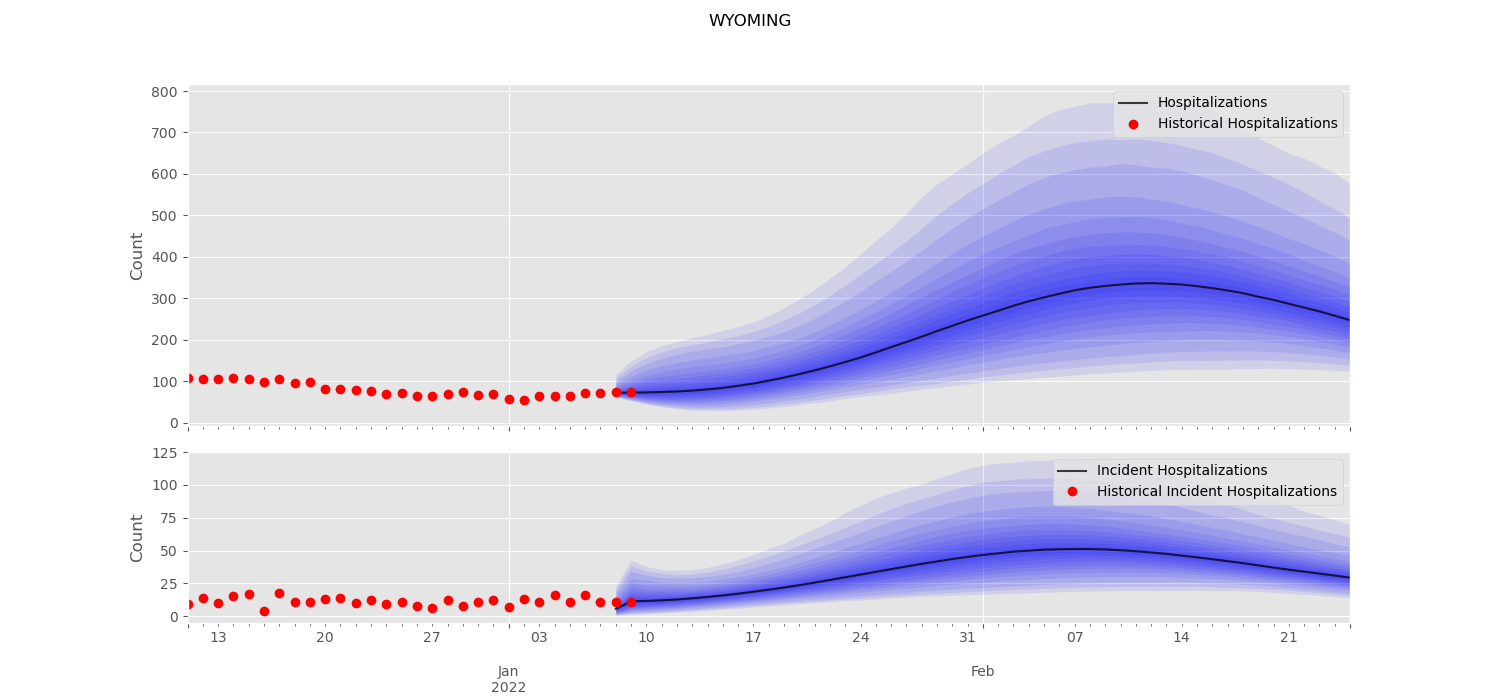 WYOMING
Hospitalizations
Historical Hospitalizations
800
700
600
500
400
300
200
100
0
Count
Incident Hospitalizations
Historical Incident Hospitalizations
125
100
75
50
25
0
Count
13 20 27 03 10 17 24 31 07 14 21
Jan Feb
2022